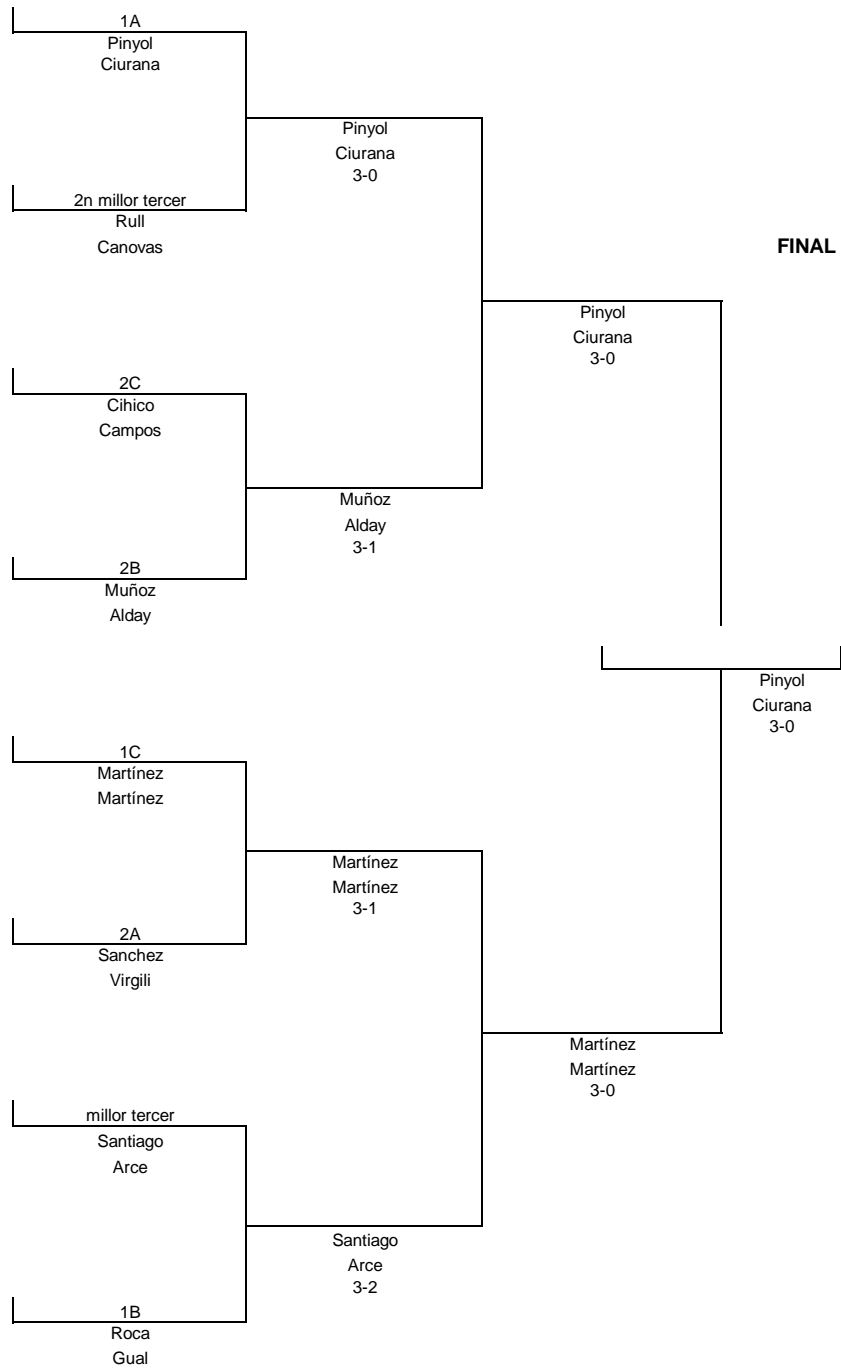 1A
Pinyol
Ciurana
Pinyol
Ciurana
3-0
2n millor tercer
Rull
Canovas
FINAL
Pinyol
Ciurana
3-0
2C
Cihico
Campos
Muñoz
Alday
3-1
2B
Muñoz
Alday
Pinyol
Ciurana
3-0
1C
Martínez
Martínez
Martínez
Martínez
3-1
2A
Sanchez
Virgili
Martínez
Martínez
3-0
millor tercer
Santiago
Arce
Santiago
Arce
3-2
1B
Roca
Gual